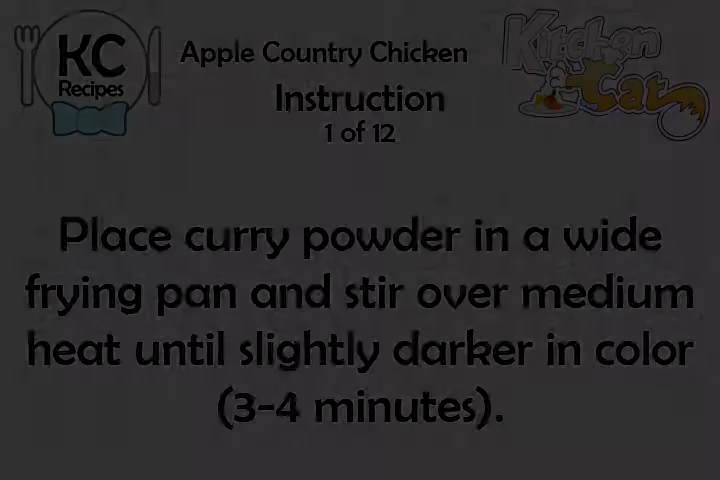 KC
Recipes
Apple Country Chicken
Kitchen
Cat
Instruction
1 of 12
Place curry powder in a wide
frying pan and stir over medium
heat until slightly darker in color
(3-4 minutes).